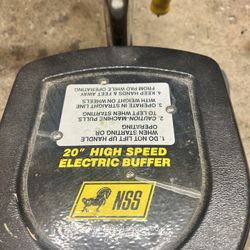 1. DO NOT LIFT UP HANDLE
WHEN STARTING OR
OPERATING
2. CAUTION: MACHINE PULLS
TO LEFT WHEN STARTING
3. OPERATE IN STRAIGHT LINE
WITH WEIGHT ON WHEELS
4. KEEP HANDS & FEET AWAY
FROM PAD WHILE OPERATING
20" HIGH SPEED
ELECTRIC BUFFER
NSS